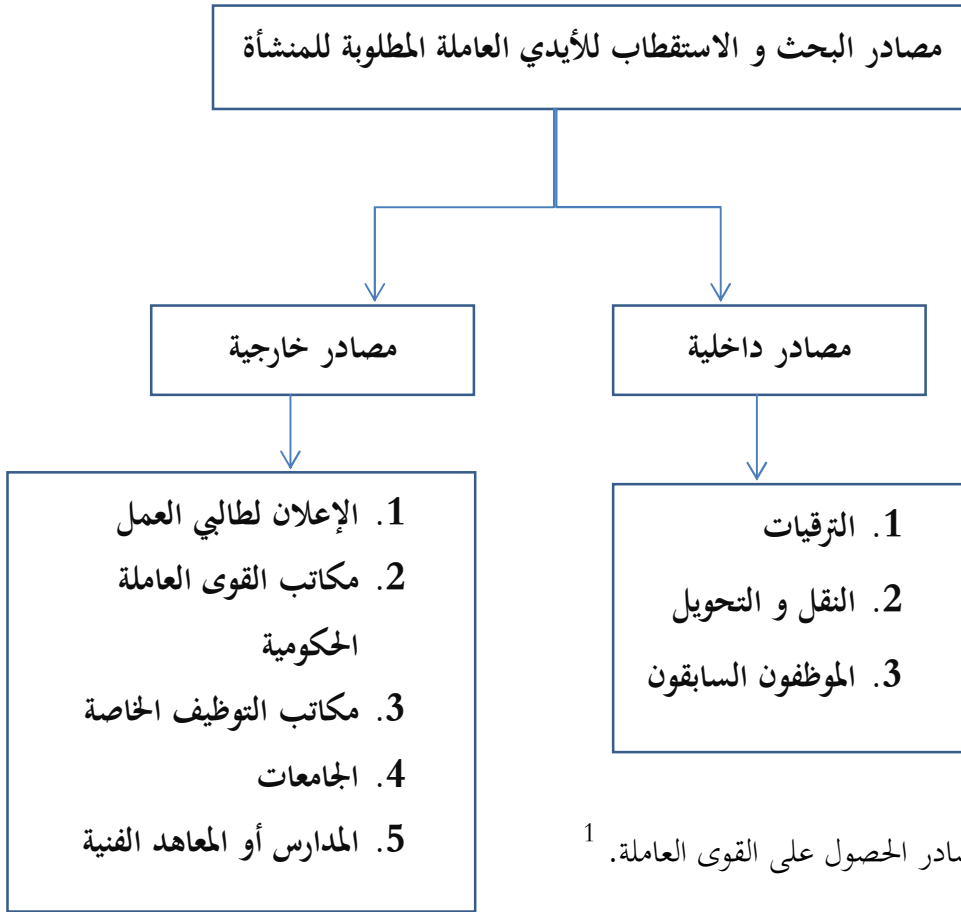 مصادر البحث و الاستقطاب للأيدي العاملة المطلوبة للمنشأة
مصادر داخلية
1. الترقيات
2. النقل و التحويل
3. الموظفون السابقون
مصادر خارجية
1. الإعلان لطالبي العمل
2. مكاتب القوى العاملة
الحكومية
3. مكاتب التوظيف الخاصة
4. الجامعات
5. المدارس أو المعاهد الفنية
الحصول على القوى العاملة. 1